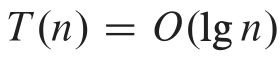 T(n) = O(lg n)